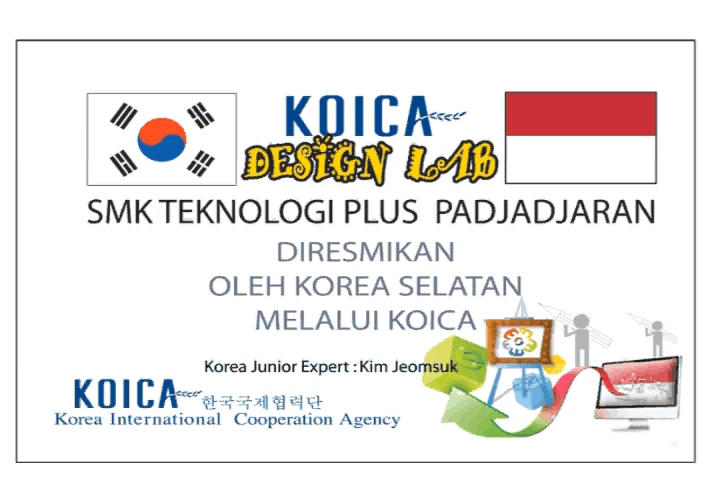 KOICA
DESiGN LAB
SMK TEKNOLOGI PLUS PADJADJARAN
DIRESMIKAN
OLEH KOREA SELATAN
MELALUI KOICA
Korea Junior Expert : Kim Jeomsuk
KOICA 한국국제협력단
Korea International Cooperation Agency